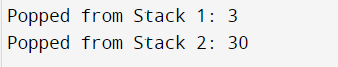 Popped from Stack 1: 3
Popped from Stack 2: 30